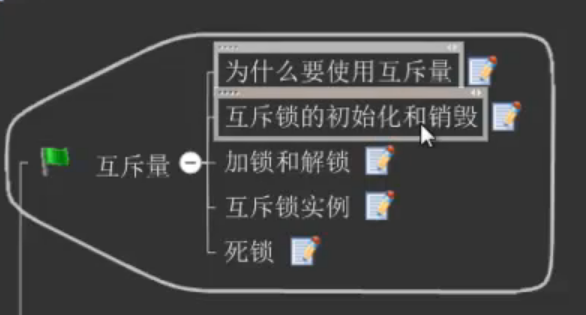 为什么要使用互斥量
互斥锁的初始化和销毁
互斥量
加锁和解锁
互斥锁实例
死锁